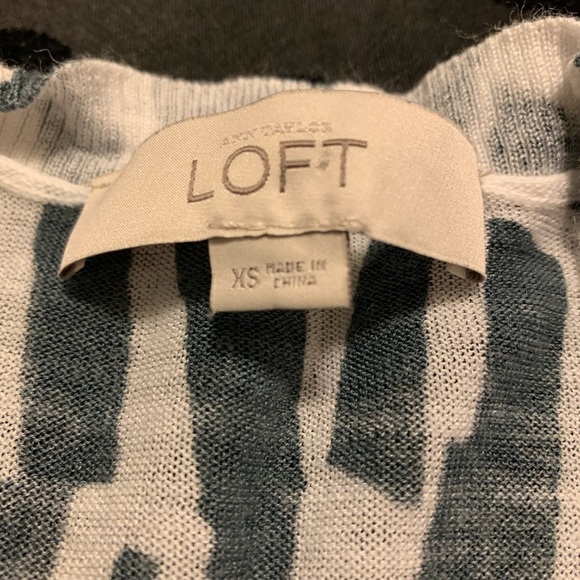 ANN TAYLOR
LOFT
XS MADE IN
CHINA